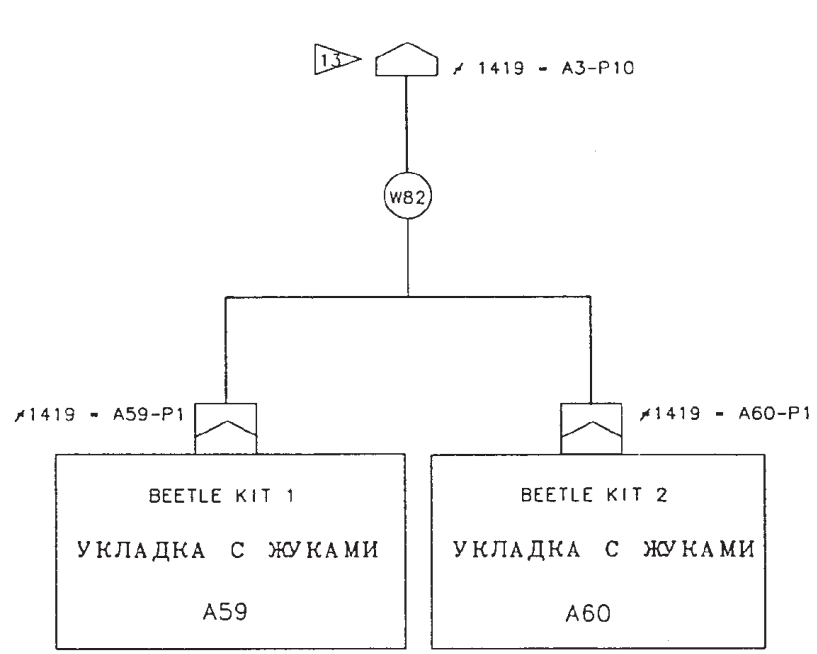 13
≠ 1419 - A3-P10
W82
≠1419 - A59-P1
≠1419 - A60-P1
BEETLE KIT 1
УКЛАДКА С ЖУКАМИ
A59
BEETLE KIT 2
УКЛАДКА С ЖУКАМИ
A60